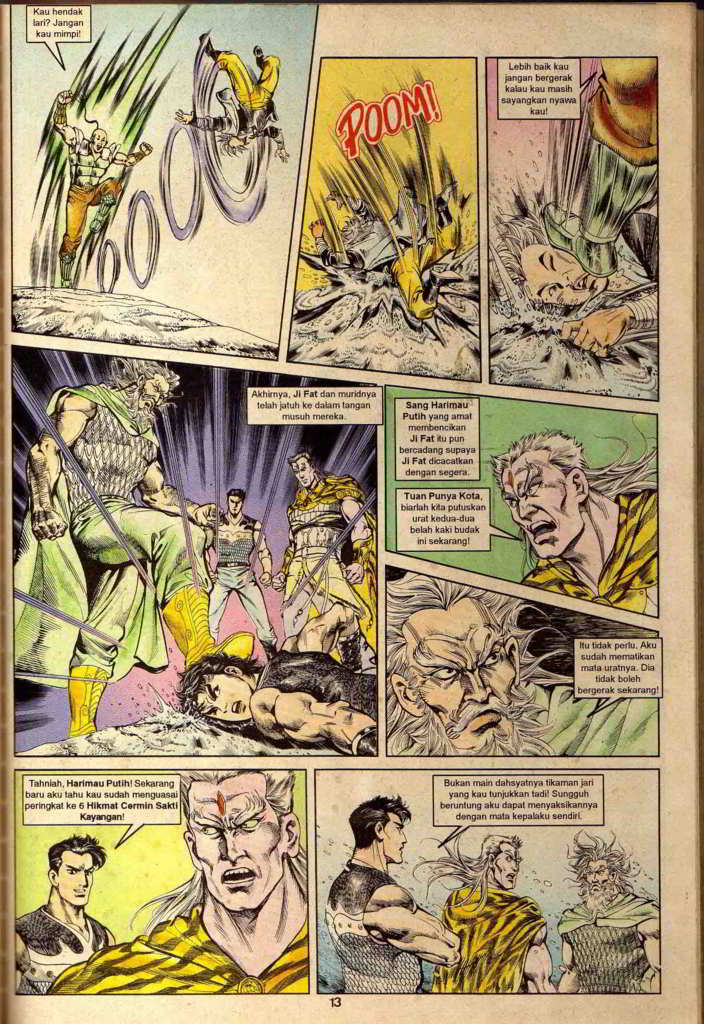 Kau hendak
lari? Jangan
kau mimpi!
POOM!
Lebih baik kau
jangan bergerak
kalau kau masih
sayangkan nyawa
kau!
Akhirnya, Ji Fat dan muridnya
telah jatuh ke dalam tangan
musuh mereka.
Sang Harimau
Putih yang amat
membencikan
Ji Fat itu pun
bercadang supaya
Ji Fat dicacatkan
dengan segera.
Tuan Punya Kota,
biarlah kita putuskan
urat kedua-dua
belah kaki budak
ini sekarang!
Itu tidak perlu. Aku
sudah mematikan
mata uratnya. Dia
tidak boleh
bergerak sekarang!
Tahniah, Harimau Putih! Sekarang
baru aku tahu kau sudah menguasai
peringkat ke 6 Hikmat Cermin Sakti
Kayangan!
Bukan main dahsyatnya tikaman jari
yang kau tunjukkan tadi! Sungguh
beruntung aku dapat menyaksikannya
dengan mata kepalaku sendiri.
13